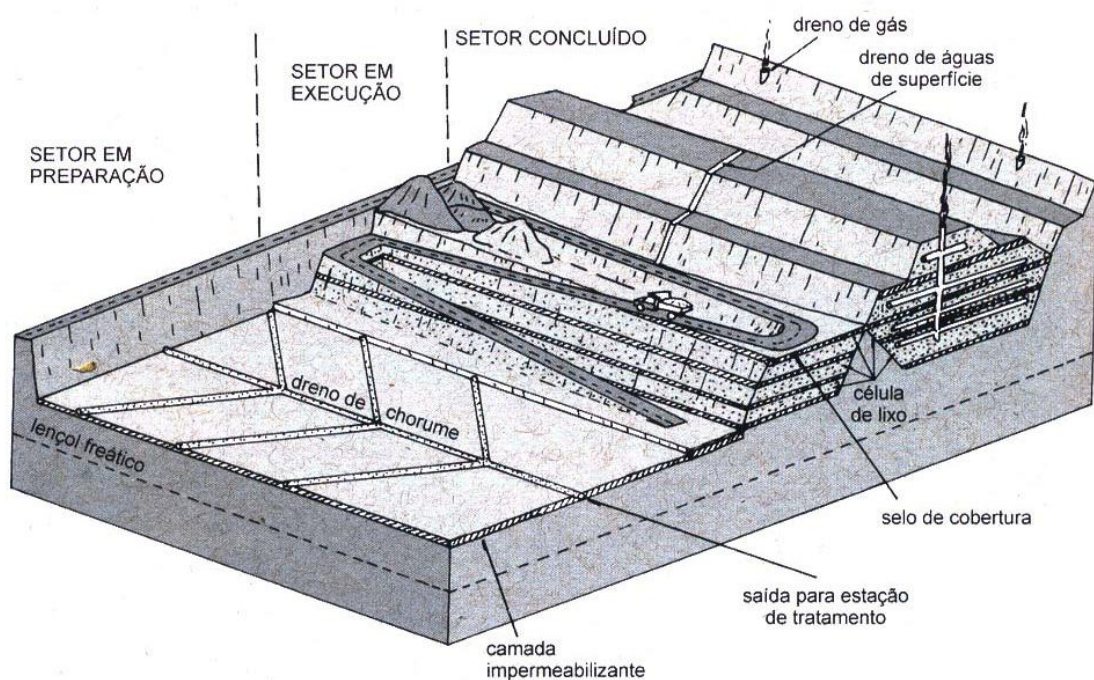 dreno de gás
SETOR CONCLUÍDO
dreno de águas
de superfície
SETOR EM
EXECUÇÃO
SETOR EM
PREPARAÇÃO
dreno de
chorume
célula
de lixo
lençol freático
selo de cobertura
saída para estação
de tratamento
camada
impermeabilizante